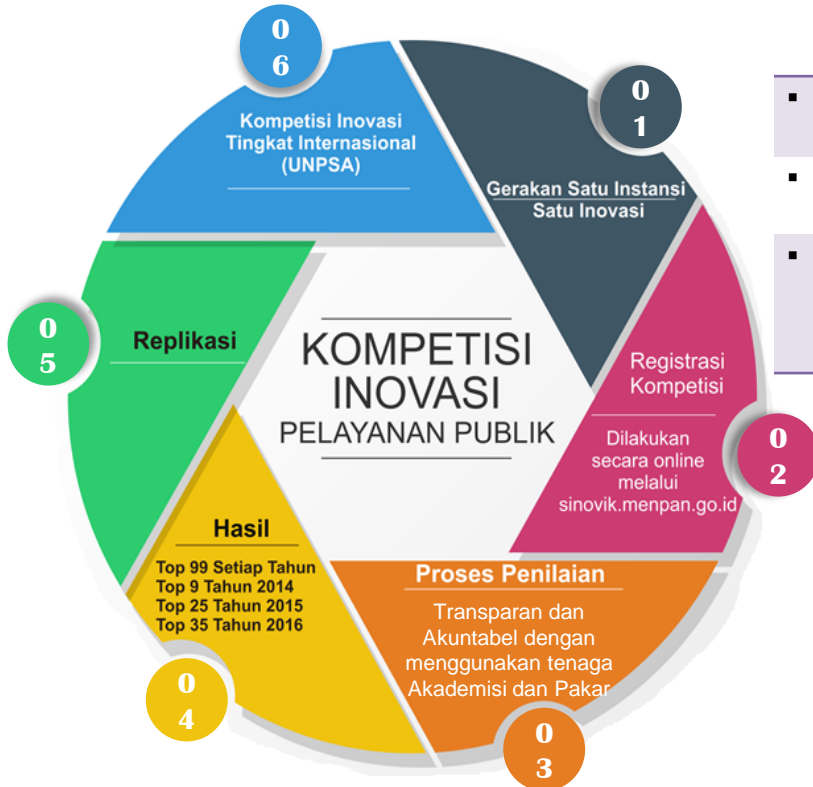 KOMPETISI
INOVASI
PELAYANAN PUBLIK
0
1
Gerakan Satu Instansi
Satu Inovasi
0
2
Registrasi
Kompetisi
Dilakukan
secara online
melalui
sinovik.menpan.go.id
0
3
Proses Penilaian
Transparan dan
Akuntabel dengan
menggunakan tenaga
Akademisi dan Pakar
0
4
Hasil
Top 99 Setiap Tahun
Top 9 Tahun 2014
Top 25 Tahun 2015
Top 35 Tahun 2016
0
5
Replikasi
0
6
Kompetisi Inovasi
Tingkat Internasional
(UNPSA)